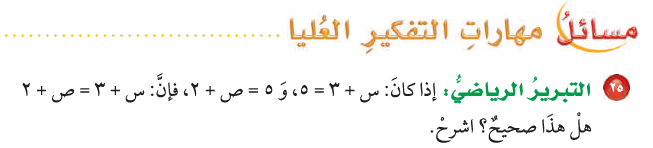 مسائلُ مهاراتِ التفكيرِ العُليا
٢٥ التبريرُ الرياضيُّ: إذا كانَ: س + ٣ = ٥، وَ ٥ = ص + ٢، فإنَّ: س + ٣ = ص + ٢
هلْ هذَا صحيحٌ؟ اشرحْ.